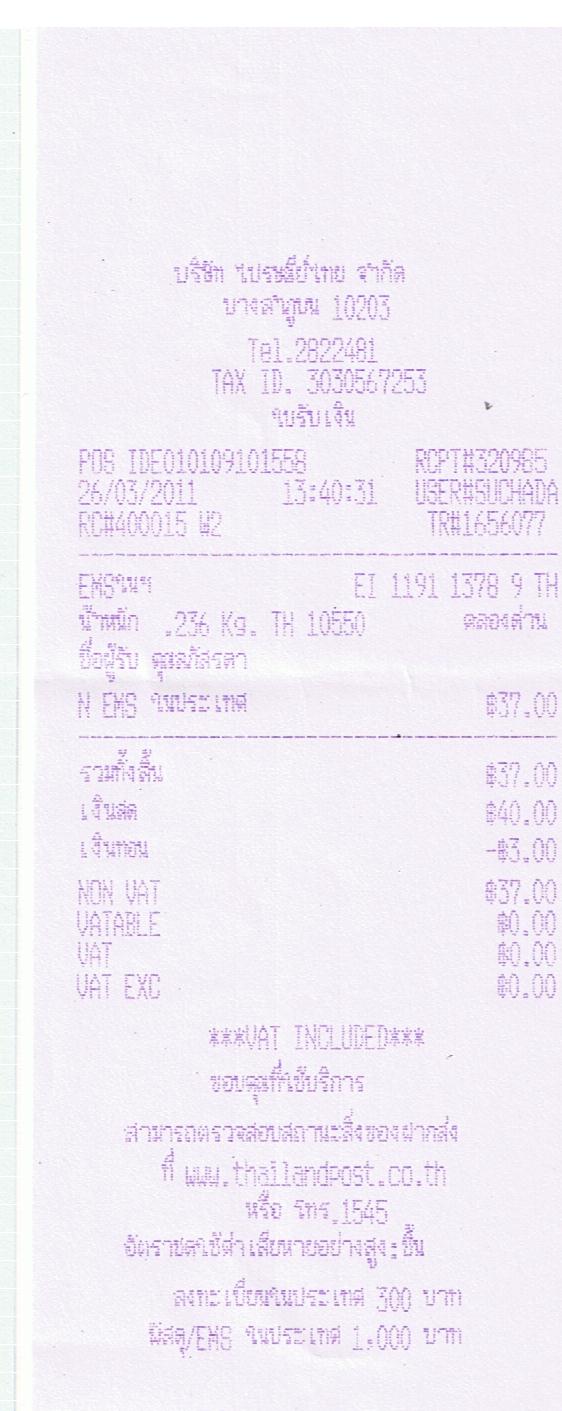 บริษัท ไปรษณีย์ไทย จำกัด
บางลำพูบน 10203
Tel.2822481
TAX ID. 3030567253
ใบรับเงิน
POS IDE010109101558 RCPT#320985
26/03/2011 13:40:31 USER#SUCHADA
RC#400015 W2 TR#1656077
EMSในฯ EI 1191 1378 9 TH
น้ำหนัก .236 Kg. TH 10550 คลองด่าน
ชื่อผู้รับ คุณภัสรดา
N EMS ในประเทศ ฿37.00
รวมทั้งสิ้น ฿37.00
เงินสด ฿40.00
เงินทอน -฿3.00
NON VAT ฿37.00
VATABLE ฿0.00
VAT ฿0.00
VAT EXC ฿0.00
***VAT INCLUDED***
ขอบคุณที่ใช้บริการ
สามารถตรวจสอบสถานะสิ่งของฝากส่ง
ที่ www.thailandpost.co.th
หรือ โทร.1545
อัตราชดใช้ค่าเสียหายอย่างสูง:ชิ้น
ลงทะเบียนในประเทศ 300 บาท
พัสดุ/EMS ในประเทศ 1,000 บาท